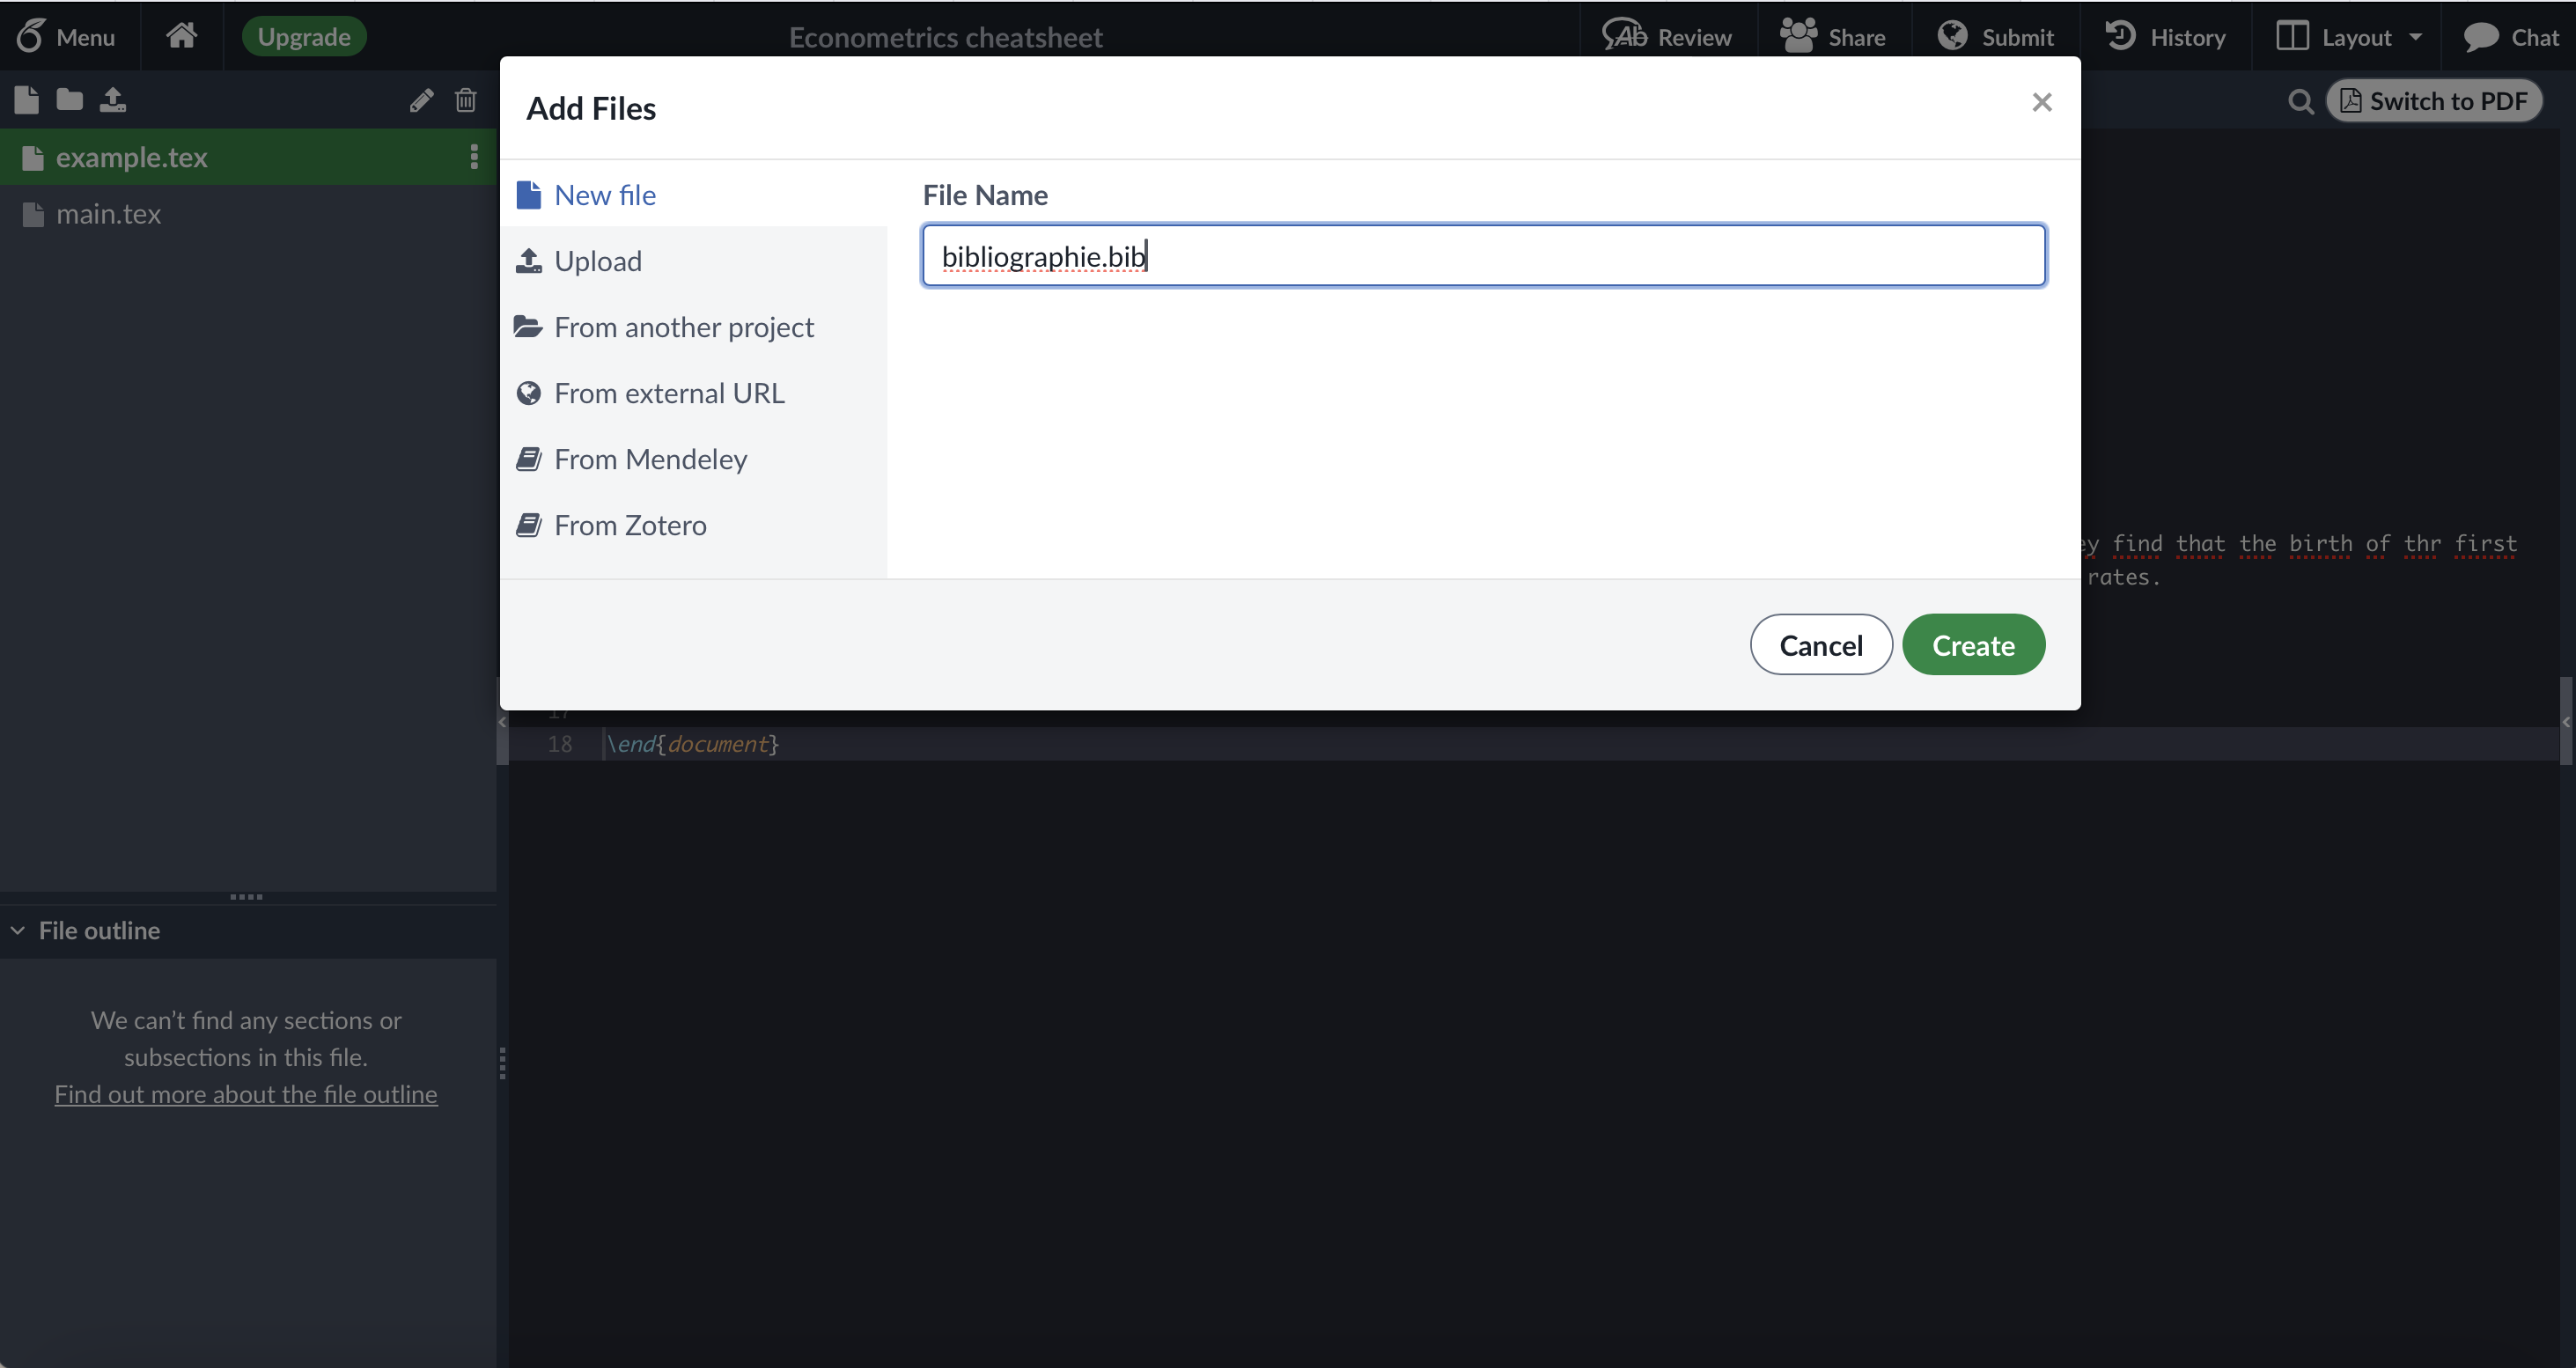 Menu
Upgrade
Econometrics cheatsheet
Review
Share
Submit
History
Layout
Chat
example.tex
main.tex
Add Files
×
New file
Upload
From another project
From external URL
From Mendeley
From Zotero
File Name
bibliographie.bib
Cancel
Create
Switch to PDF
ey find that the birth of thr first
rates.
17
18 \end{document}
File outline
We can’t find any sections or
subsections in this file.
Find out more about the file outline